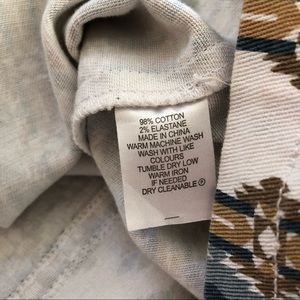 98% COTTON
2% ELASTANE
MADE IN CHINA
WARM MACHINE WASH
WASH WITH LIKE
COLOURS
TUMBLE DRY LOW
WARM IRON
IF NEEDED
DRY CLEANABLE Ⓟ